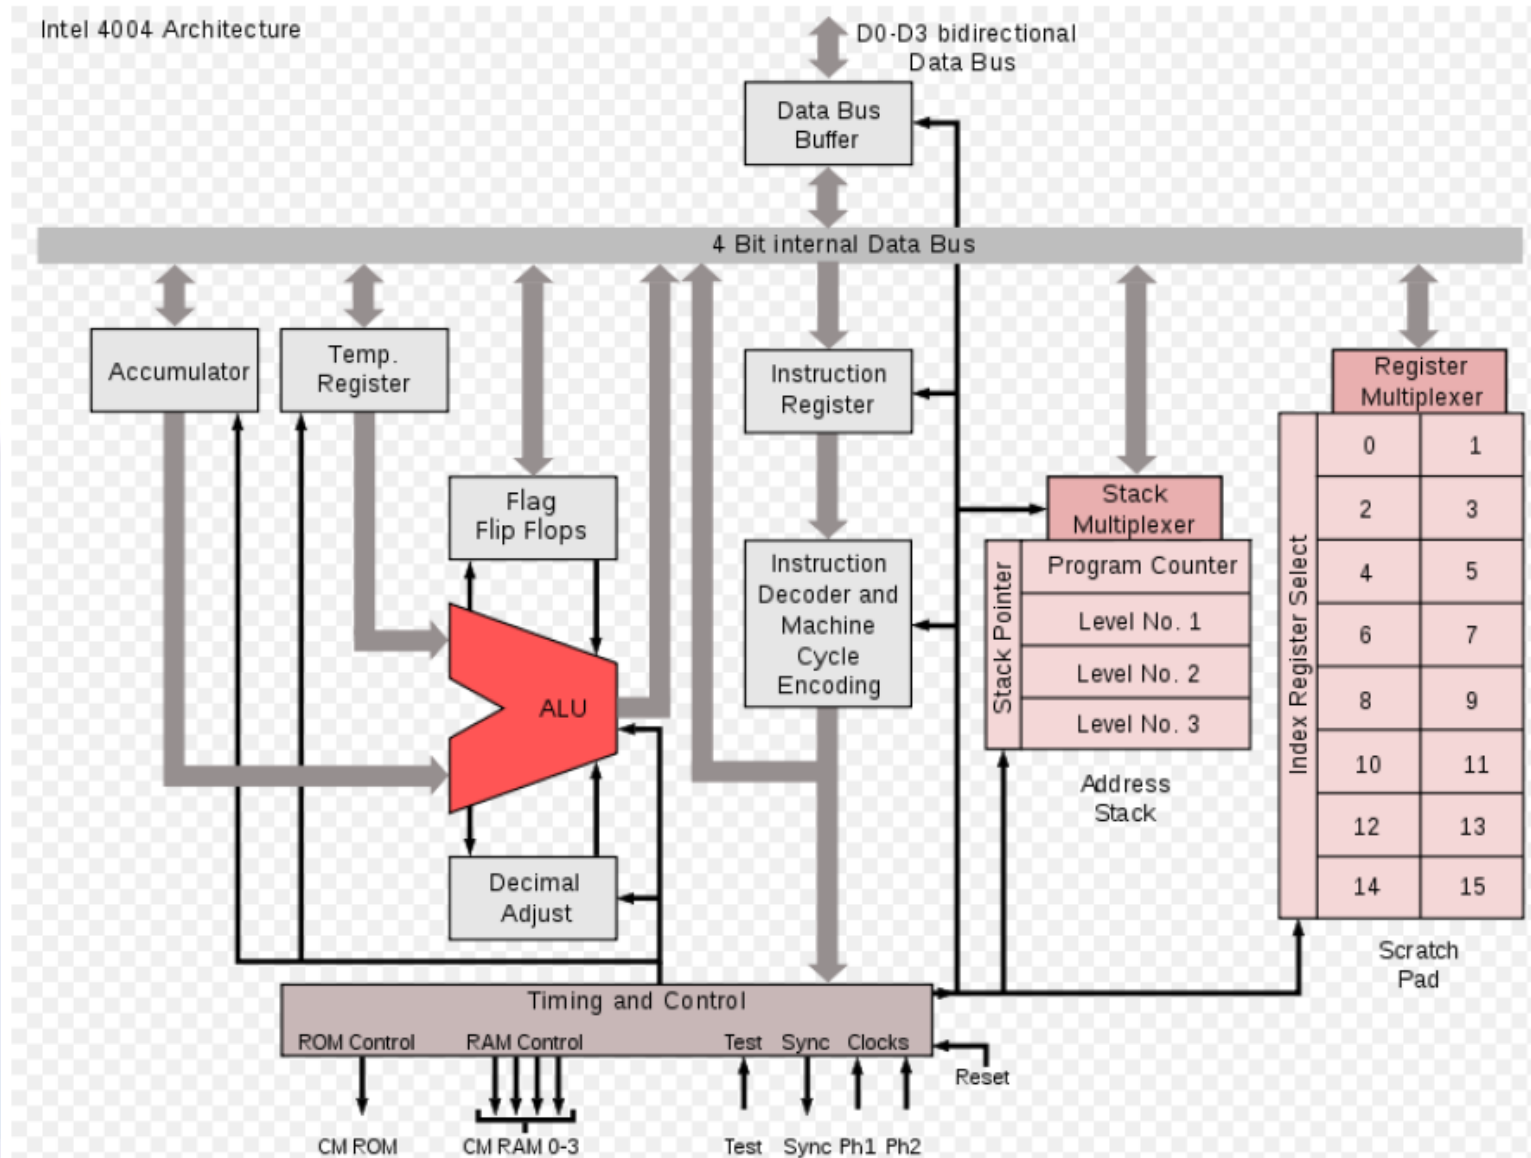 Intel 4004 Architecture
D0-D3 bidirectional
Data Bus
Data Bus
Buffer
4 Bit internal Data Bus
Accumulator
Temp.
Register
Flag
Flip Flops
ALU
Decimal
Adjust
Instruction
Register
Instruction
Decoder and
Machine
Cycle
Encoding
Stack
Multiplexer
Stack Pointer
Program Counter
Level No. 1
Level No. 2
Level No. 3
Address
Stack
Register
Multiplexer
Index Register Select
0 1
2 3
4 5
6 7
8 9
10 11
12 13
14 15
Scratch
Pad
Timing and Control
ROM Control RAM Control Test Sync Clocks
Reset
CM ROM CM RAM 0-3 Test Sync Ph1 Ph2